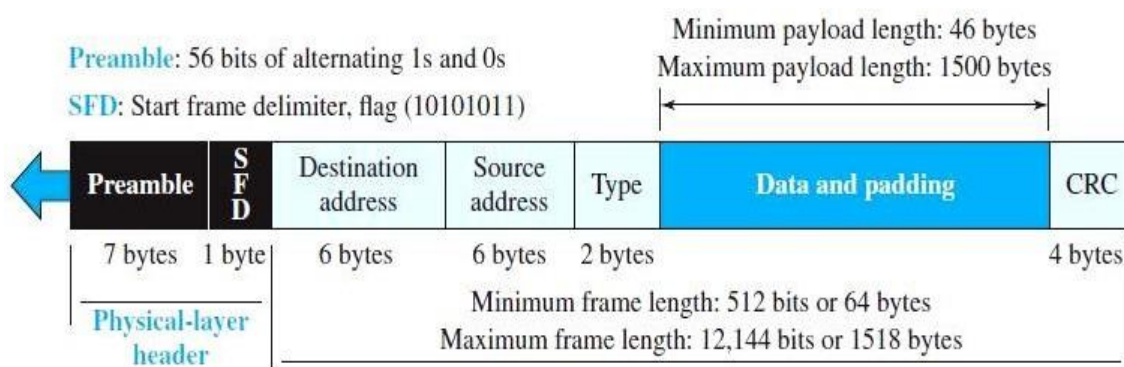 Minimum payload length: 46 bytes
Preamble: 56 bits of alternating 1s and 0s
Maximum payload length: 1500 bytes
SFD: Start frame delimiter, flag (10101011)
Preamble
S
F
D
Destination
address
Source
address
Type
Data and padding
CRC
7 bytes
1 byte
6 bytes
6 bytes
2 bytes
4 bytes
Physical-layer
header
Minimum frame length: 512 bits or 64 bytes
Maximum frame length: 12,144 bits or 1518 bytes